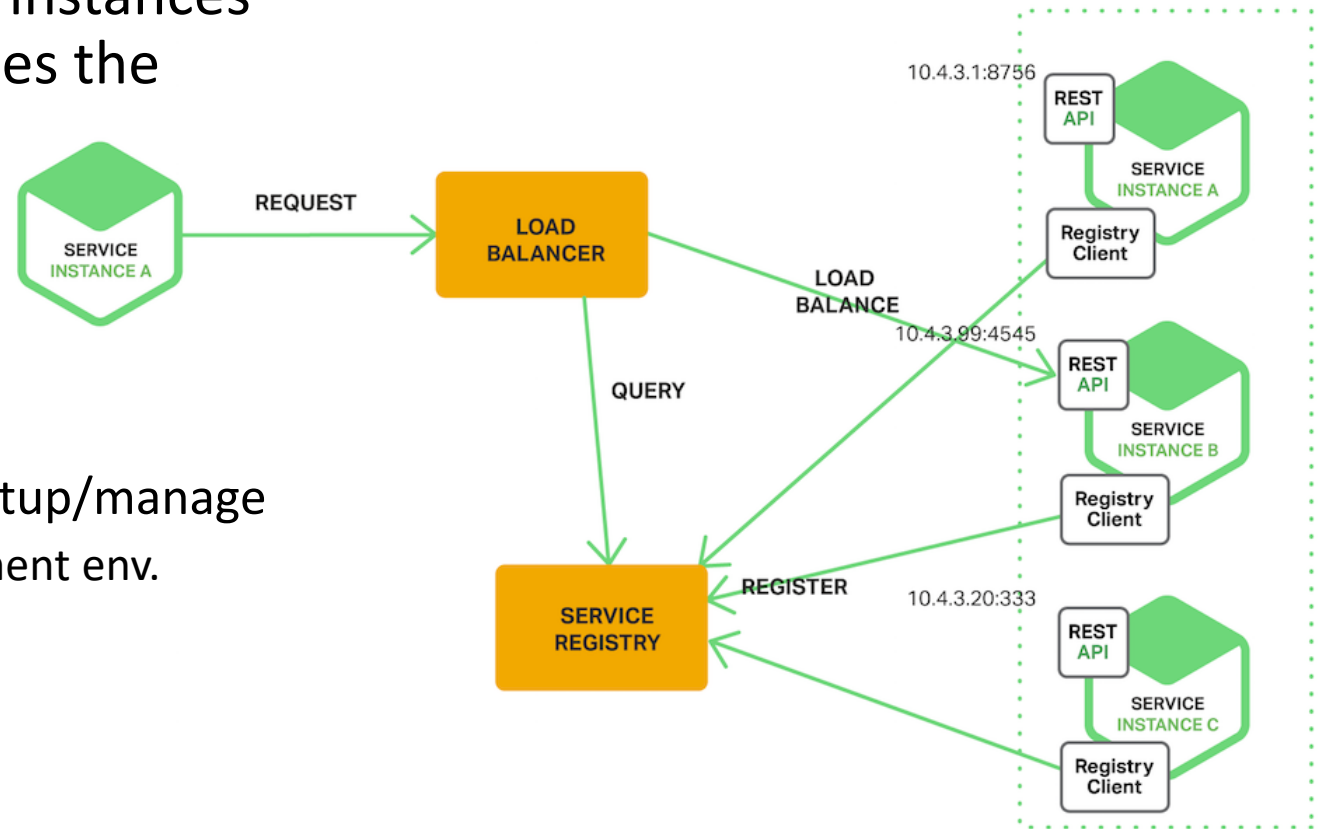 instances
es the
10.4.3.1:8756
REST
API
SERVICE
INSTANCE A
Registry
Client
SERVICE
INSTANCE A
REQUEST
LOAD
BALANCER
LOAD
BALANCE
10.4.3.99:4545
REST
API
SERVICE
INSTANCE B
Registry
Client
QUERY
tup/manage
ent env.
SERVICE
REGISTRY
REGISTER
10.4.3.20:333
REST
API
SERVICE
INSTANCE C
Registry
Client